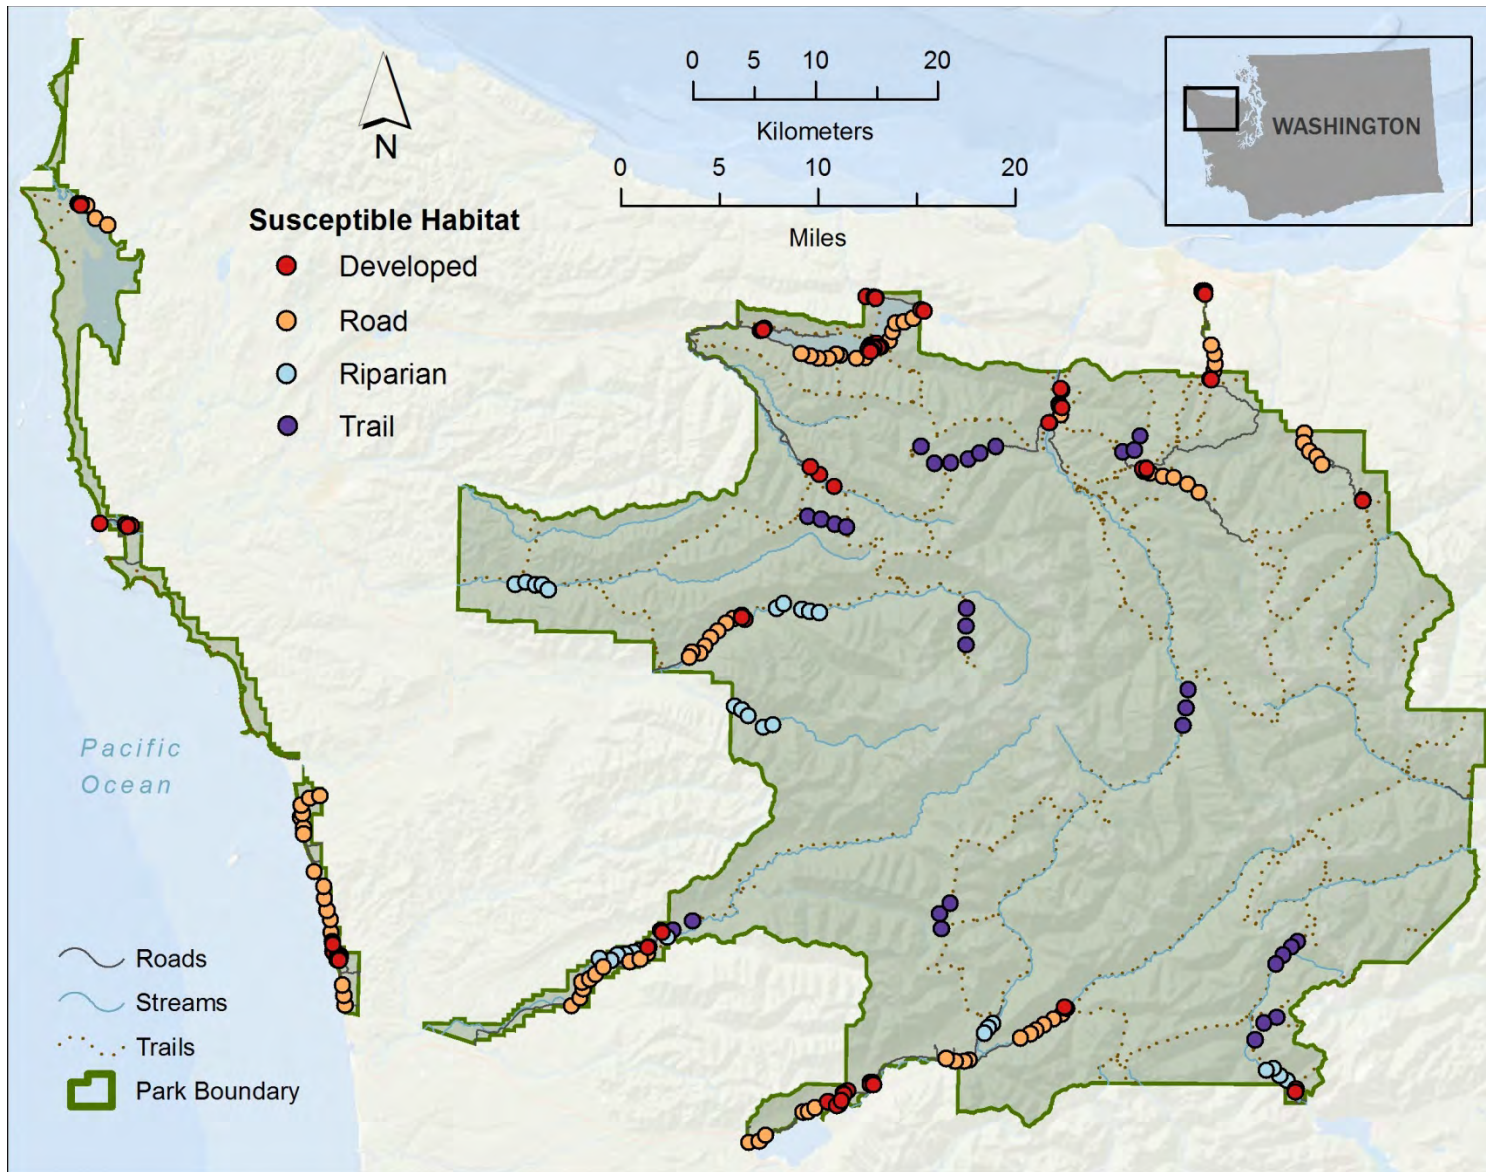 0 5 10 20
Kilometers
0 5 10 20
Miles
N
WASHINGTON
Susceptible Habitat
Developed
Road
Riparian
Trail
Pacific
Ocean
Roads
Streams
Trails
Park Boundary